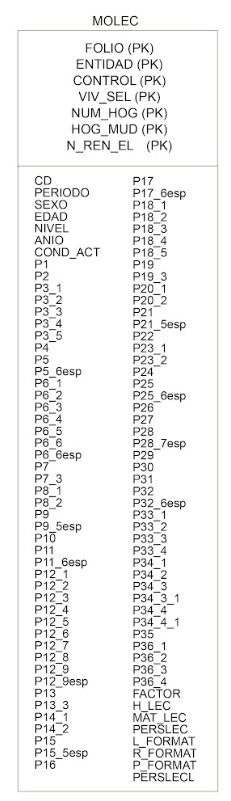 MOLEC
FOLIO (PK)
ENTIDAD (PK)
CONTROL (PK)
VIV_SEL (PK)
NUM_HOG (PK)
HOG_MUD (PK)
N_REN_EL (PK)
CD
PERIODO
SEXO
EDAD
NIVEL
ANIO
COND_ACT
P1
P2
P3_1
P3_2
P3_3
P3_4
P3_5
P4
P5
P5_6esp
P6_1
P6_2
P6_3
P6_4
P6_5
P6_6
P6_6esp
P7
P7_3
P8_1
P8_2
P9
P9_5esp
P10
P11
P11_6esp
P12_1
P12_2
P12_3
P12_4
P12_5
P12_6
P12_7
P12_8
P12_9
P12_9esp
P13
P13_3
P14_1
P14_2
P15
P15_5esp
P16
P17
P17_6esp
P18_1
P18_2
P18_3
P18_4
P18_5
P19
P19_3
P20_1
P20_2
P21
P21_5esp
P22
P23_1
P23_2
P24
P25
P25_6esp
P26
P27
P28
P28_7esp
P29
P30
P31
P32
P32_6esp
P33_1
P33_2
P33_3
P33_4
P34_1
P34_2
P34_3
P34_3_1
P34_4
P34_4_1
P35
P36_1
P36_2
P36_3
P36_4
FACTOR
H_LEC
MAT_LEC
PERSLEC
L_FORMAT
R_FORMAT
P_FORMAT
PERSLECL